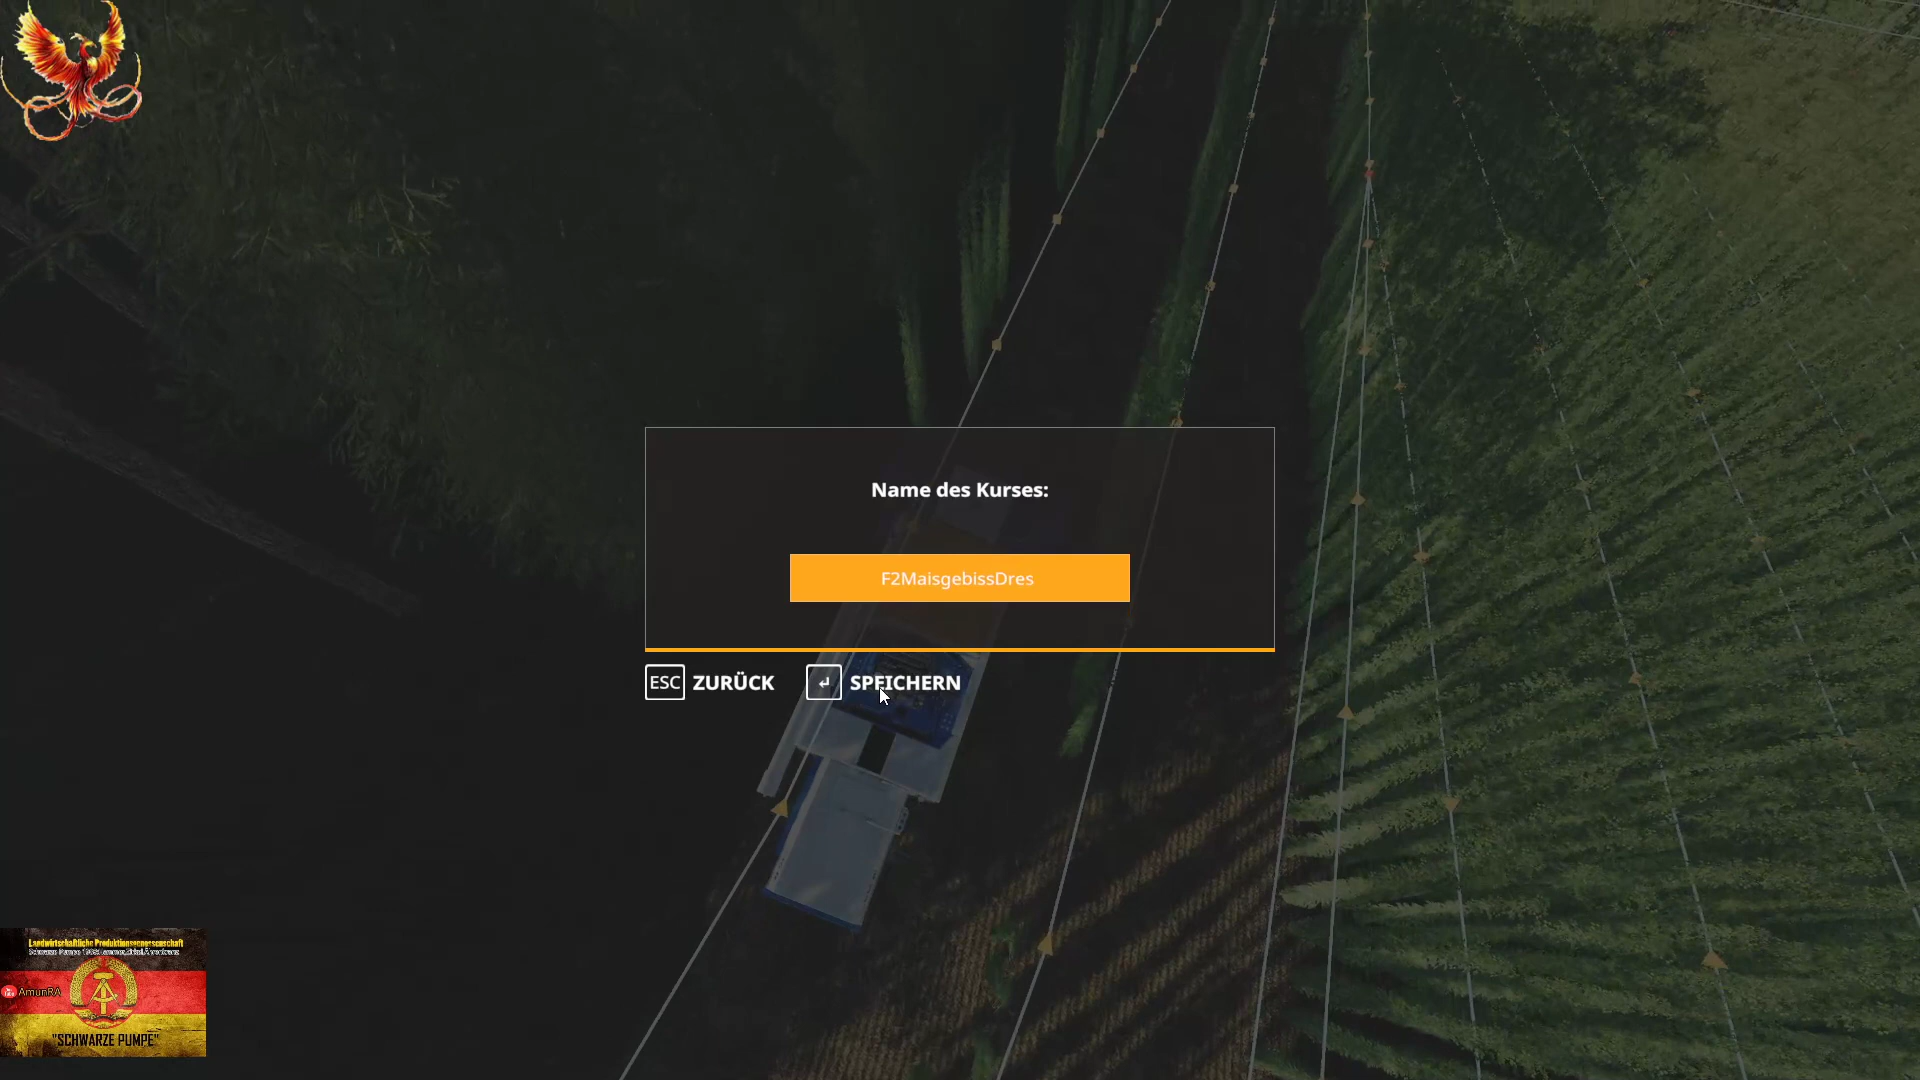 Name des Kurses:
F2MaisgebissDres
ESC ZURÜCK
SPEICHERN
Landwirtschaftliche Produktionsgenossenschaft
AmunRA
"SCHWARZE PUMPE"